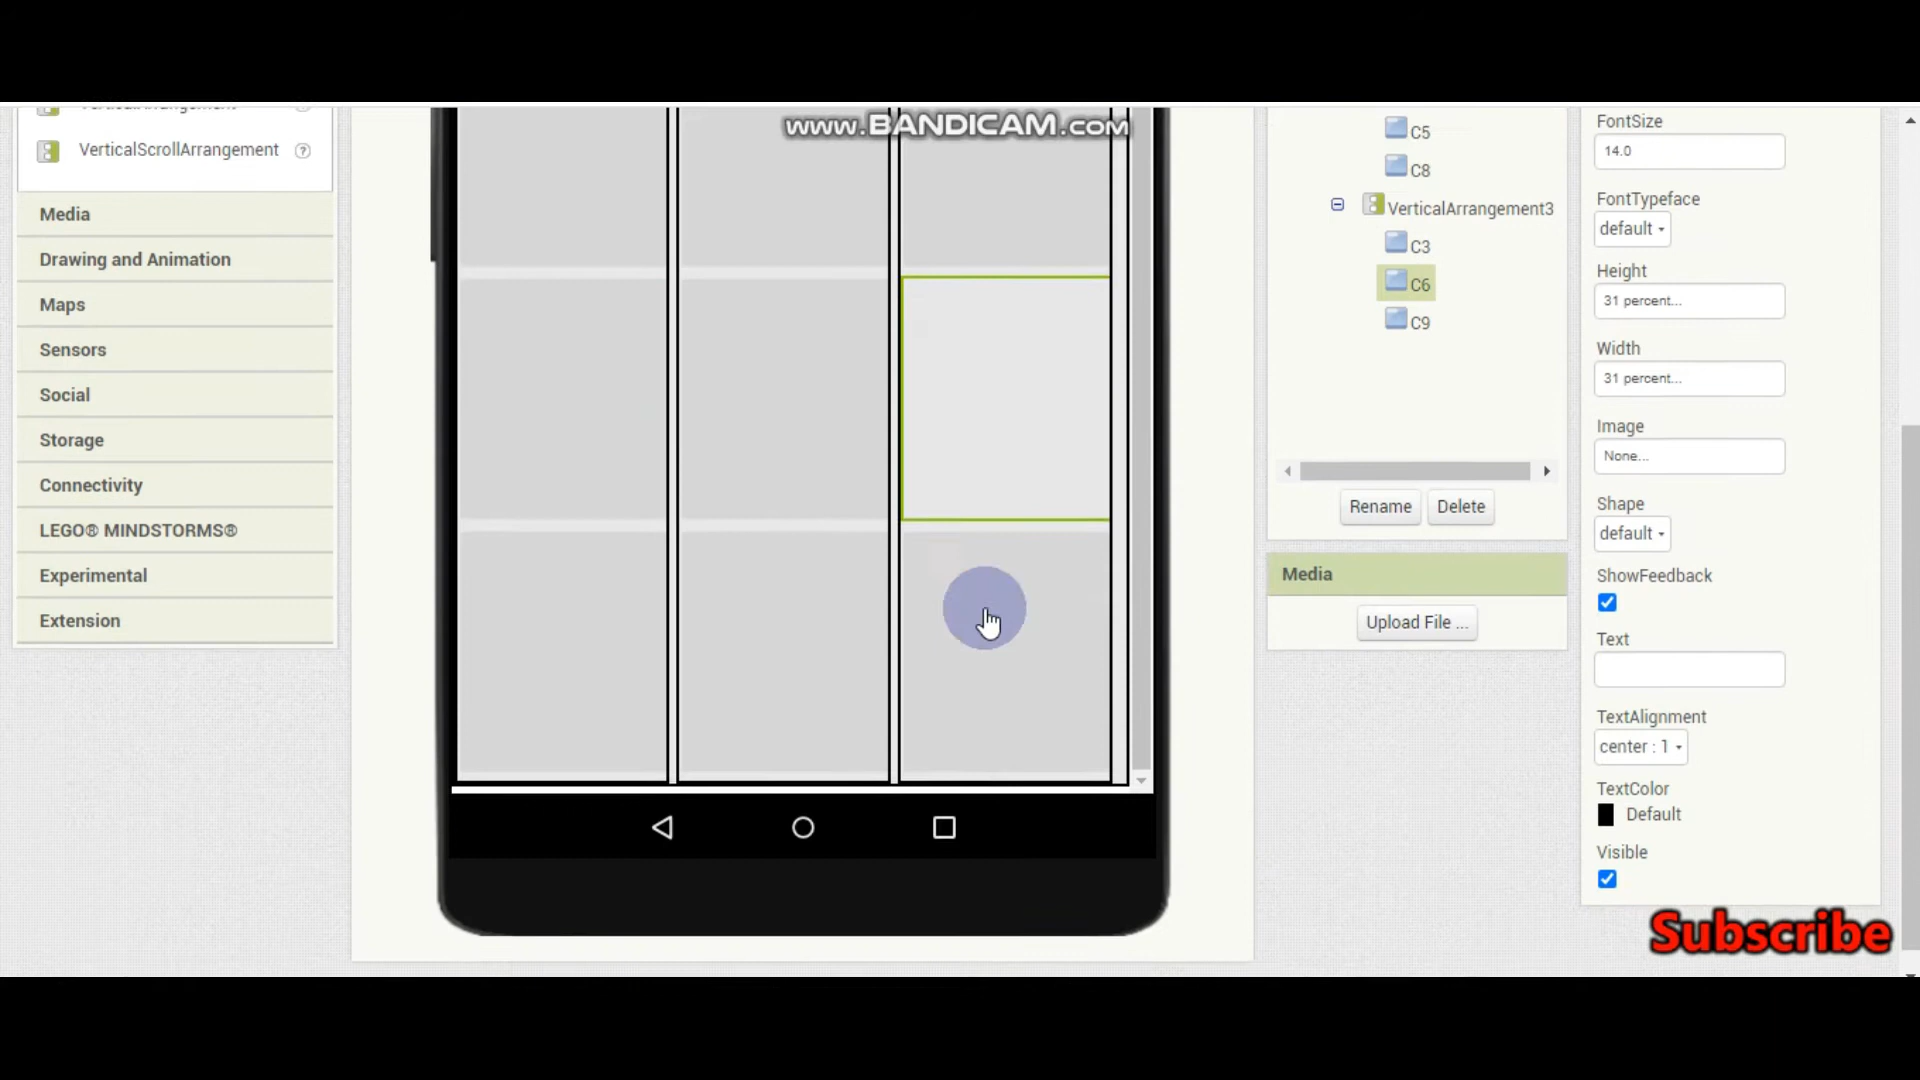 www.BANDICAM.com
VerticalScrollArrangement
Media
Drawing and Animation
Maps
Sensors
Social
Storage
Connectivity
LEGO® MINDSTORMS®
Experimental
Extension
C5
C8
VerticalArrangement3
C3
C6
C9
Rename
Delete
Media
Upload File ...
FontSize
14.0
FontTypeface
default
Height
31 percent...
Width
31 percent...
Image
None...
Shape
default
ShowFeedback
Text
TextAlignment
center : 1
TextColor
Default
Visible
Subscribe